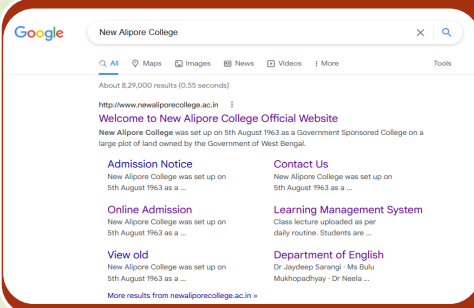 Google
New Alipore College
All Maps Images News Videos More Tools
About 8,29,000 results (0.55 seconds)
http://www.newaliporecollege.ac.in
Welcome to New Alipore College Official Website
New Alipore College was set up on 5th August 1963 as a Government Sponsored College on a
large plot of land owned by the Government of West Bengal.
Admission Notice
New Alipore College was set up on
5th August 1963 as a ...
Contact Us
New Alipore College was set up on
5th August 1963 as a ...
Online Admission
New Alipore College was set up on
5th August 1963 as a ...
Learning Management System
Class lecture uploaded as per
daily routine. Students are ...
View old
New Alipore College was set up on
5th August 1963 as a ...
Department of English
Dr Jaydeep Sarangi · Ms Bulu
Mukhopadhyay · Dr Neela ...
More results from newaliporecollege.ac.in »